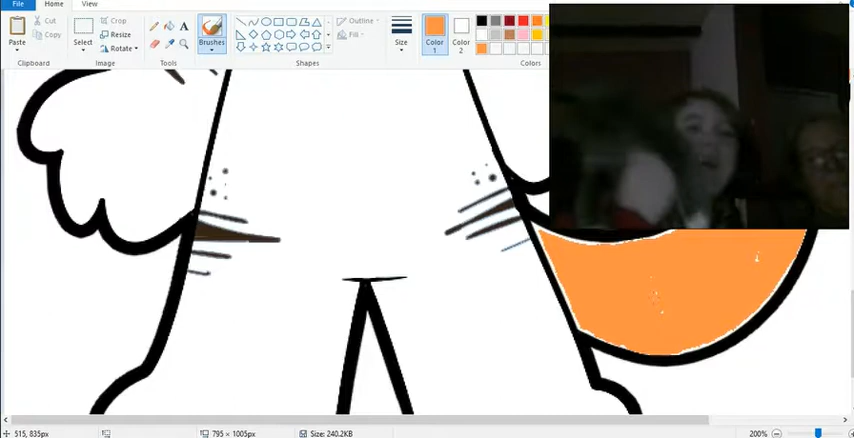 File Home View
Paste Cut Copy Select Crop Resize Rotate Brushes Outline Fill Size Color 1 Color 2
Clipboard Image Tools Shapes Colors
515, 835px 795 × 1005px Size: 240.2KB 200%